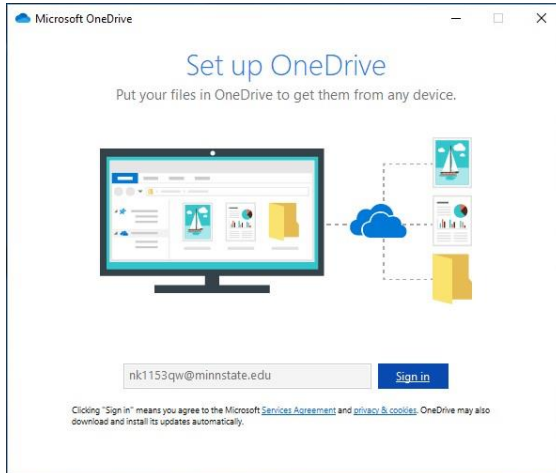 Microsoft OneDrive
Set up OneDrive
Put your files in OneDrive to get them from any device.
nk1153qw@minnstate.edu
Sign in
Clicking "Sign in" means you agree to the Microsoft Services Agreement and privacy & cookies. OneDrive may also
download and install its updates automatically.